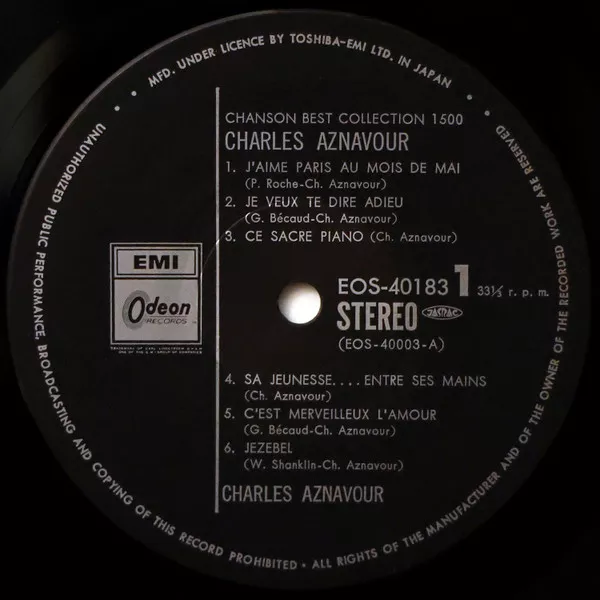 MFD. UNDER LICENCE BY TOSHIBA–EMI LTD. IN JAPAN
UNAUTHORIZED PUBLIC PERFORMANCE, BROADCASTING AND COPYING OF THIS RECORD PROHIBITED • ALL RIGHTS OF THE MANUFACTURER AND OF THE OWNER OF THE RECORDED WORK ARE RESERVED
CHANSON BEST COLLECTION 1500
CHARLES AZNAVOUR
1. J'AIME PARIS AU MOIS DE MAI
(P. Roche-Ch. Aznavour)
2. JE VEUX TE DIRE ADIEU
(G. Bécaud-Ch. Aznavour)
3. CE SACRE PIANO (Ch. Aznavour)
EMI
Odeon
RECORDS
EOS-40183 1 33⅓ r. p. m.
STEREO JASRAC
(EOS-40003-A)
4. SA JEUNESSE....ENTRE SES MAINS
(Ch. Aznavour)
5. C'EST MERVEILLEUX L'AMOUR
(G. Bécaud-Ch. Aznavour)
6. JEZEBEL
(W. Shanklin-Ch. Aznavour)
CHARLES AZNAVOUR